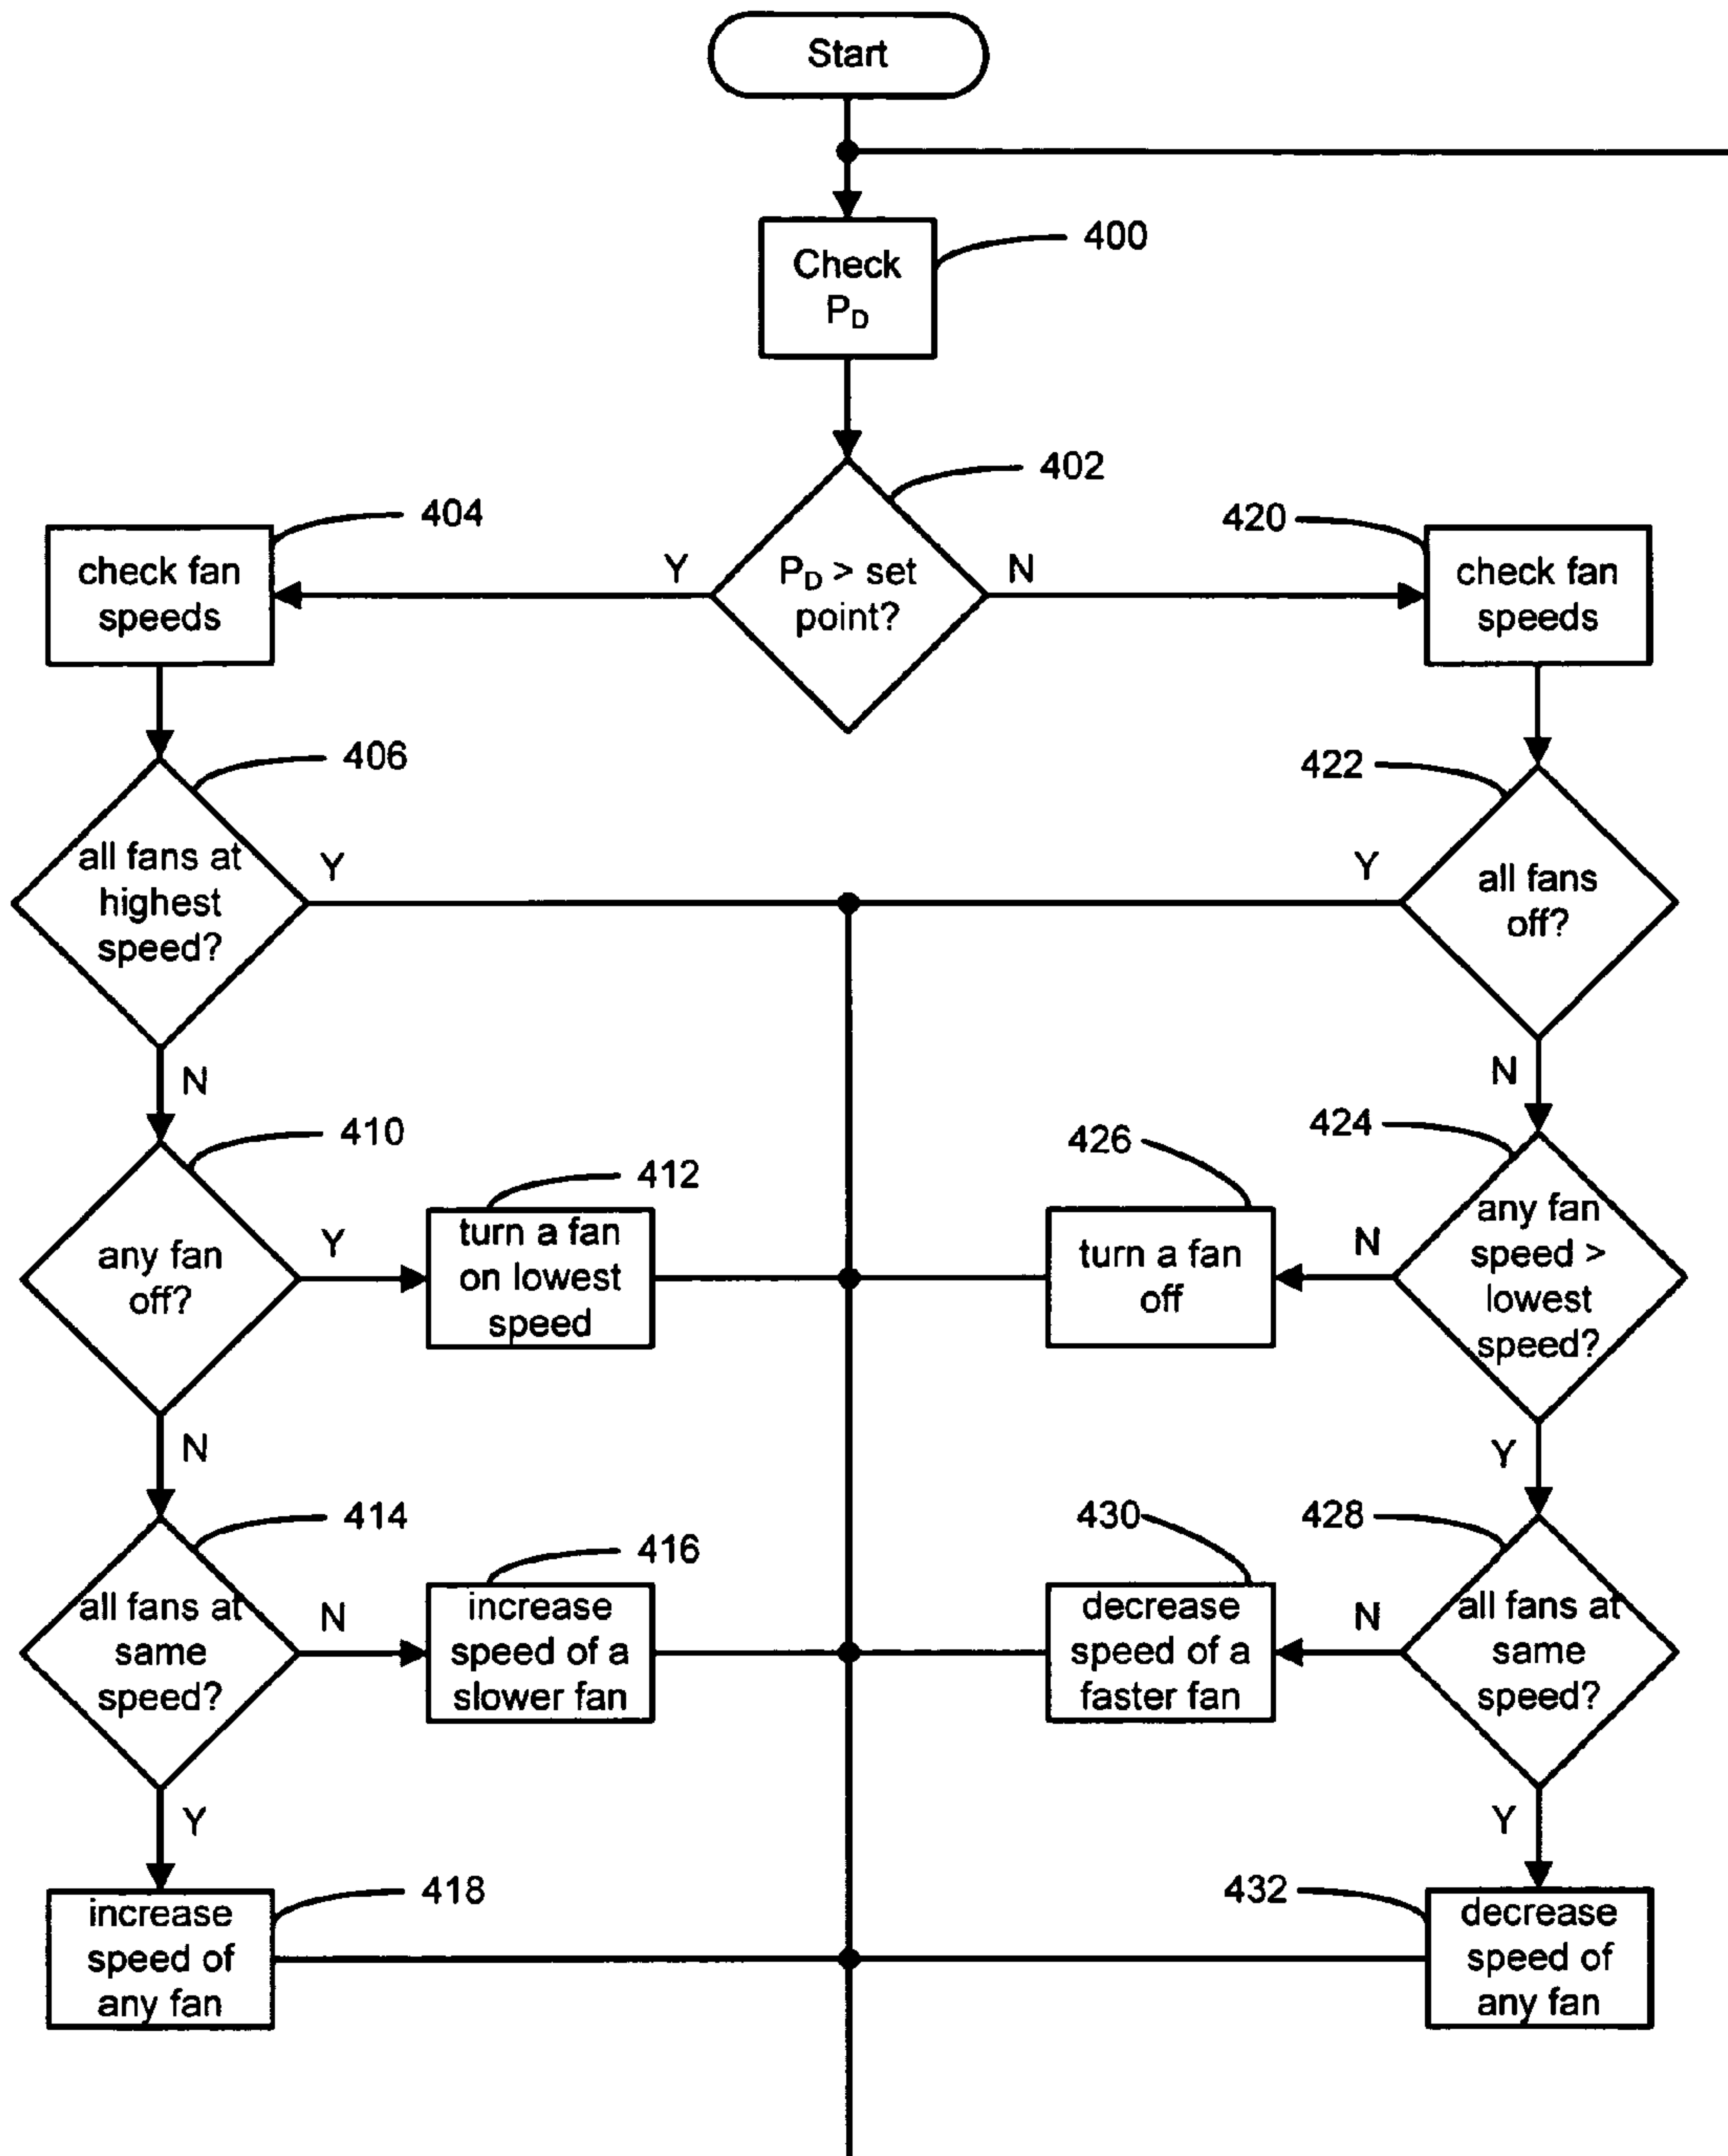 Start
400
Check
P_D
402
404
420
check fan
speeds
Y
P_D > set
point?
N
check fan
speeds
406
422
all fans at
highest
speed?
Y
Y
all fans
off?
N
N
410
412
426
424
any fan
off?
Y
turn a fan
on lowest
speed
turn a fan
off
N
any fan
speed >
lowest
speed?
N
Y
414
416
430
428
all fans at
same
speed?
N
increase
speed of a
slower fan
decrease
speed of a
faster fan
N
all fans at
same
speed?
Y
Y
418
432
increase
speed of
any fan
decrease
speed of
any fan